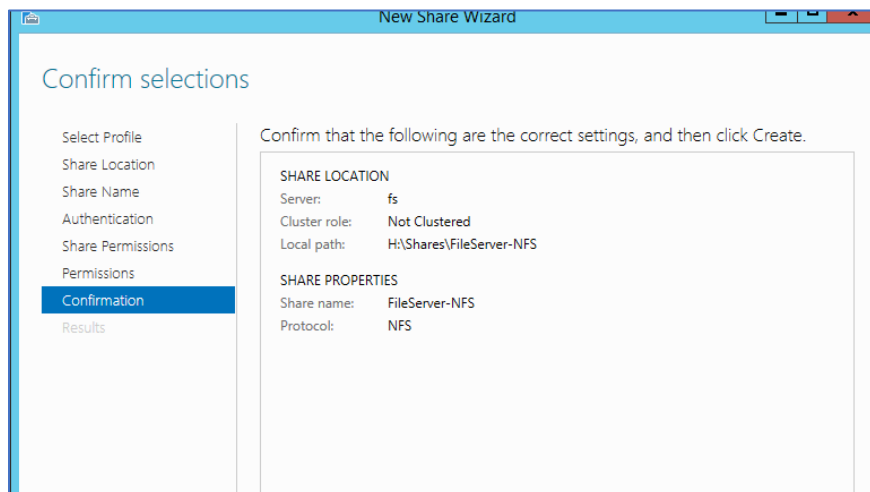 New Share Wizard
Confirm selections
Select Profile
Share Location
Share Name
Authentication
Share Permissions
Permissions
Confirmation
Results
Confirm that the following are the correct settings, and then click Create.
SHARE LOCATION
Server: fs
Cluster role: Not Clustered
Local path: H:\Shares\FileServer-NFS
SHARE PROPERTIES
Share name: FileServer-NFS
Protocol: NFS